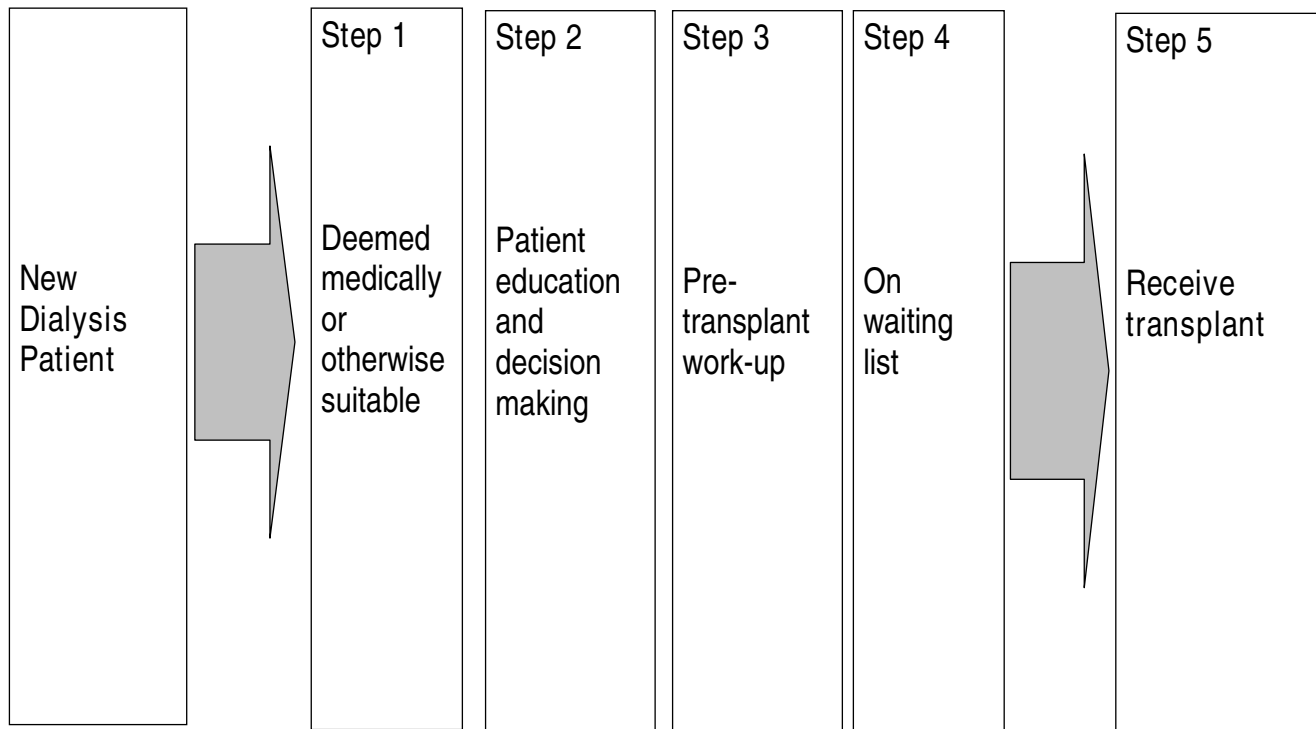 New
Dialysis
Patient
Step 1
Deemed
medically
or
otherwise
suitable
Step 2
Patient
education
and
decision
making
Step 3
Pre-
transplant
work-up
Step 4
On
waiting
list
Step 5
Receive
transplant